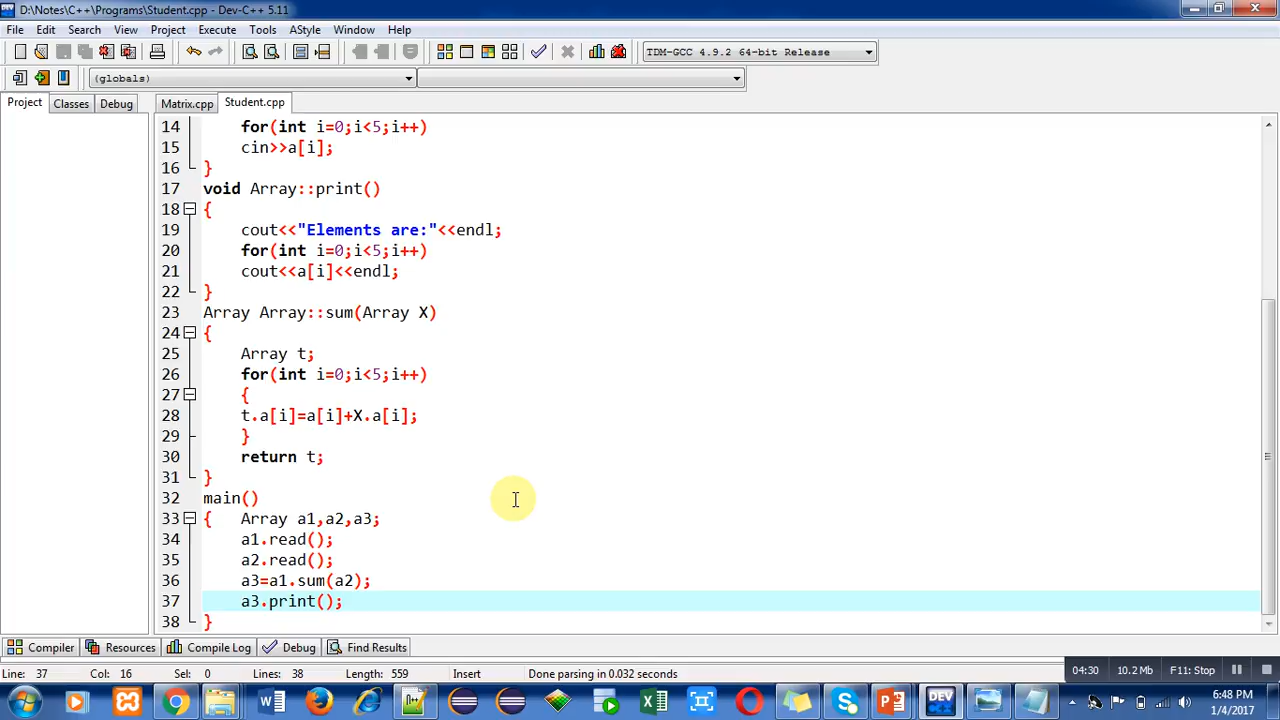 D:\Notes\C++\Programs\Student.cpp - Dev-C++ 5.11
File Edit Search View Project Execute Tools AStyle Window Help
TDM-GCC 4.9.2 64-bit Release
(globals)
Project Classes Debug Matrix.cpp Student.cpp
14 for(int i=0;i<5;i++)
15 cin>>a[i];
16 }
17 void Array::print()
18 {
19 cout<<"Elements are:"<<endl;
20 for(int i=0;i<5;i++)
21 cout<<a[i]<<endl;
22 }
23 Array Array::sum(Array X)
24 {
25 Array t;
26 for(int i=0;i<5;i++)
27 {
28 t.a[i]=a[i]+X.a[i];
29 }
30 return t;
31 }
32 main()
33 { Array a1,a2,a3;
34 a1.read();
35 a2.read();
36 a3=a1.sum(a2);
37 a3.print();
38 }
Compiler Resources Compile Log Debug Find Results
Line: 37 Col: 16 Sel: 0 Lines: 38 Length: 559 Insert Done parsing in 0.032 seconds
04:30 10.2 Mb F11: Stop
6:48 PM
1/4/2017